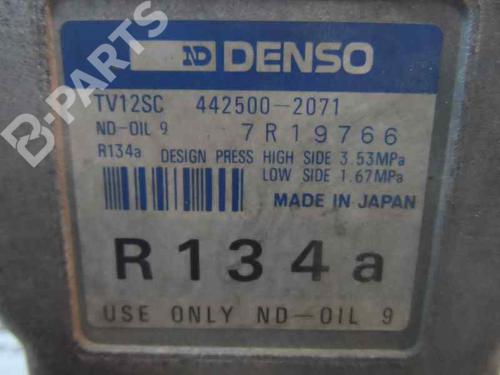 ND DENSO
TV12SC 442500-2071
ND-OIL 9 7R19766
R134a DESIGN PRESS HIGH SIDE 3.53MPa
LOW SIDE 1.67MPa
MADE IN JAPAN
R134a
USE ONLY ND-OIL 9
B-PARTS
B-PARTS